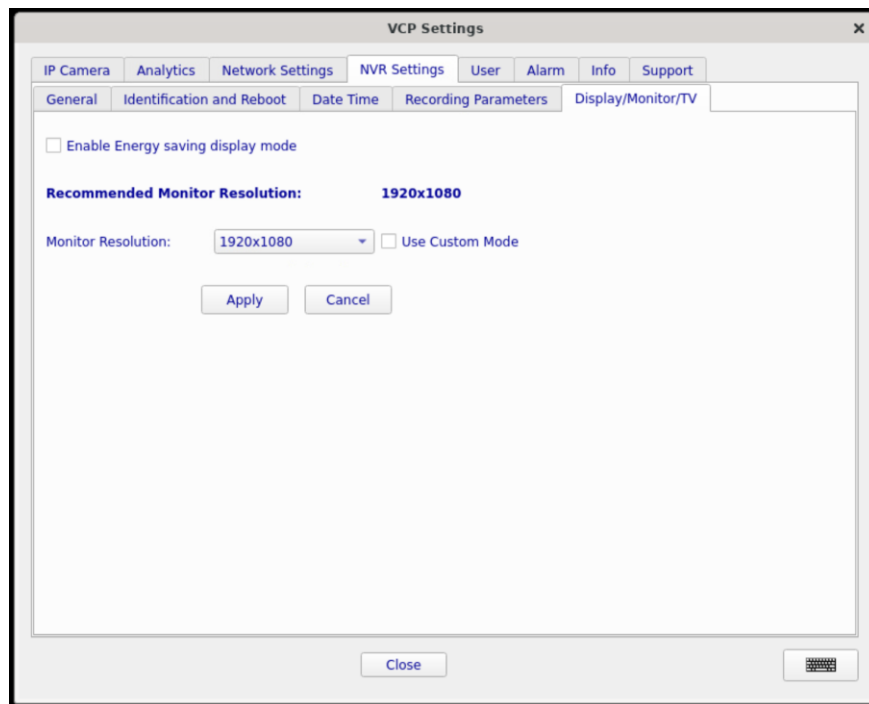 VCP Settings
IP Camera Analytics Network Settings NVR Settings User Alarm Info Support
General Identification and Reboot Date Time Recording Parameters Display/Monitor/TV
Enable Energy saving display mode
Recommended Monitor Resolution: 1920x1080
Monitor Resolution: 1920x1080 Use Custom Mode
Apply Cancel
Close